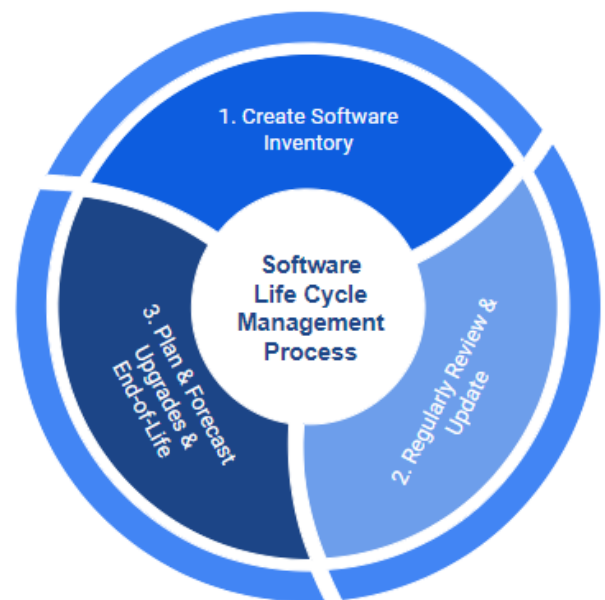 1. Create Software
Inventory
Software
Life Cycle
Management
Process
2. Regularly Review &
Update
3. Plan & Forecast
Upgrades &
End-of-Life